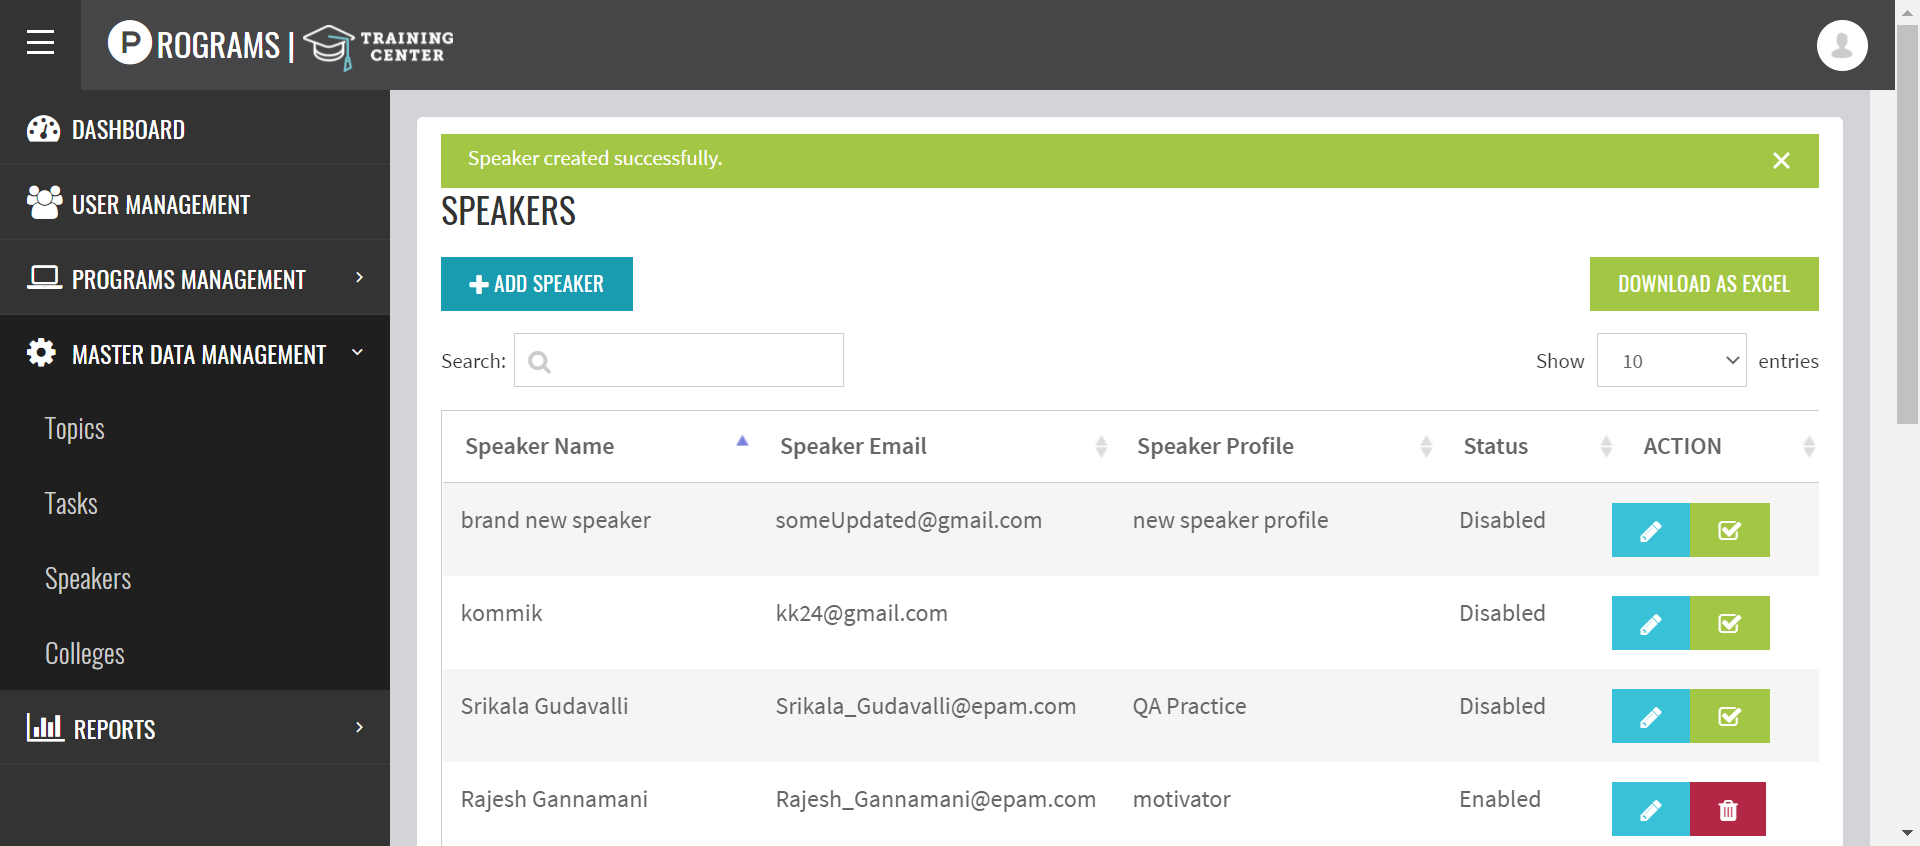 PROGRAMS | TRAINING CENTER
DASHBOARD
USER MANAGEMENT
PROGRAMS MANAGEMENT
MASTER DATA MANAGEMENT
Topics
Tasks
Speakers
Colleges
REPORTS
Speaker created successfully.
SPEAKERS
ADD SPEAKER
DOWNLOAD AS EXCEL
Search:
Show 10 entries
Speaker Name Speaker Email Speaker Profile Status ACTION
brand new speaker someUpdated@gmail.com new speaker profile Disabled
kommik kk24@gmail.com Disabled
Srikala Gudavalli Srikala_Gudavalli@epam.com QA Practice Disabled
Rajesh Gannamani Rajesh_Gannamani@epam.com motivator Enabled